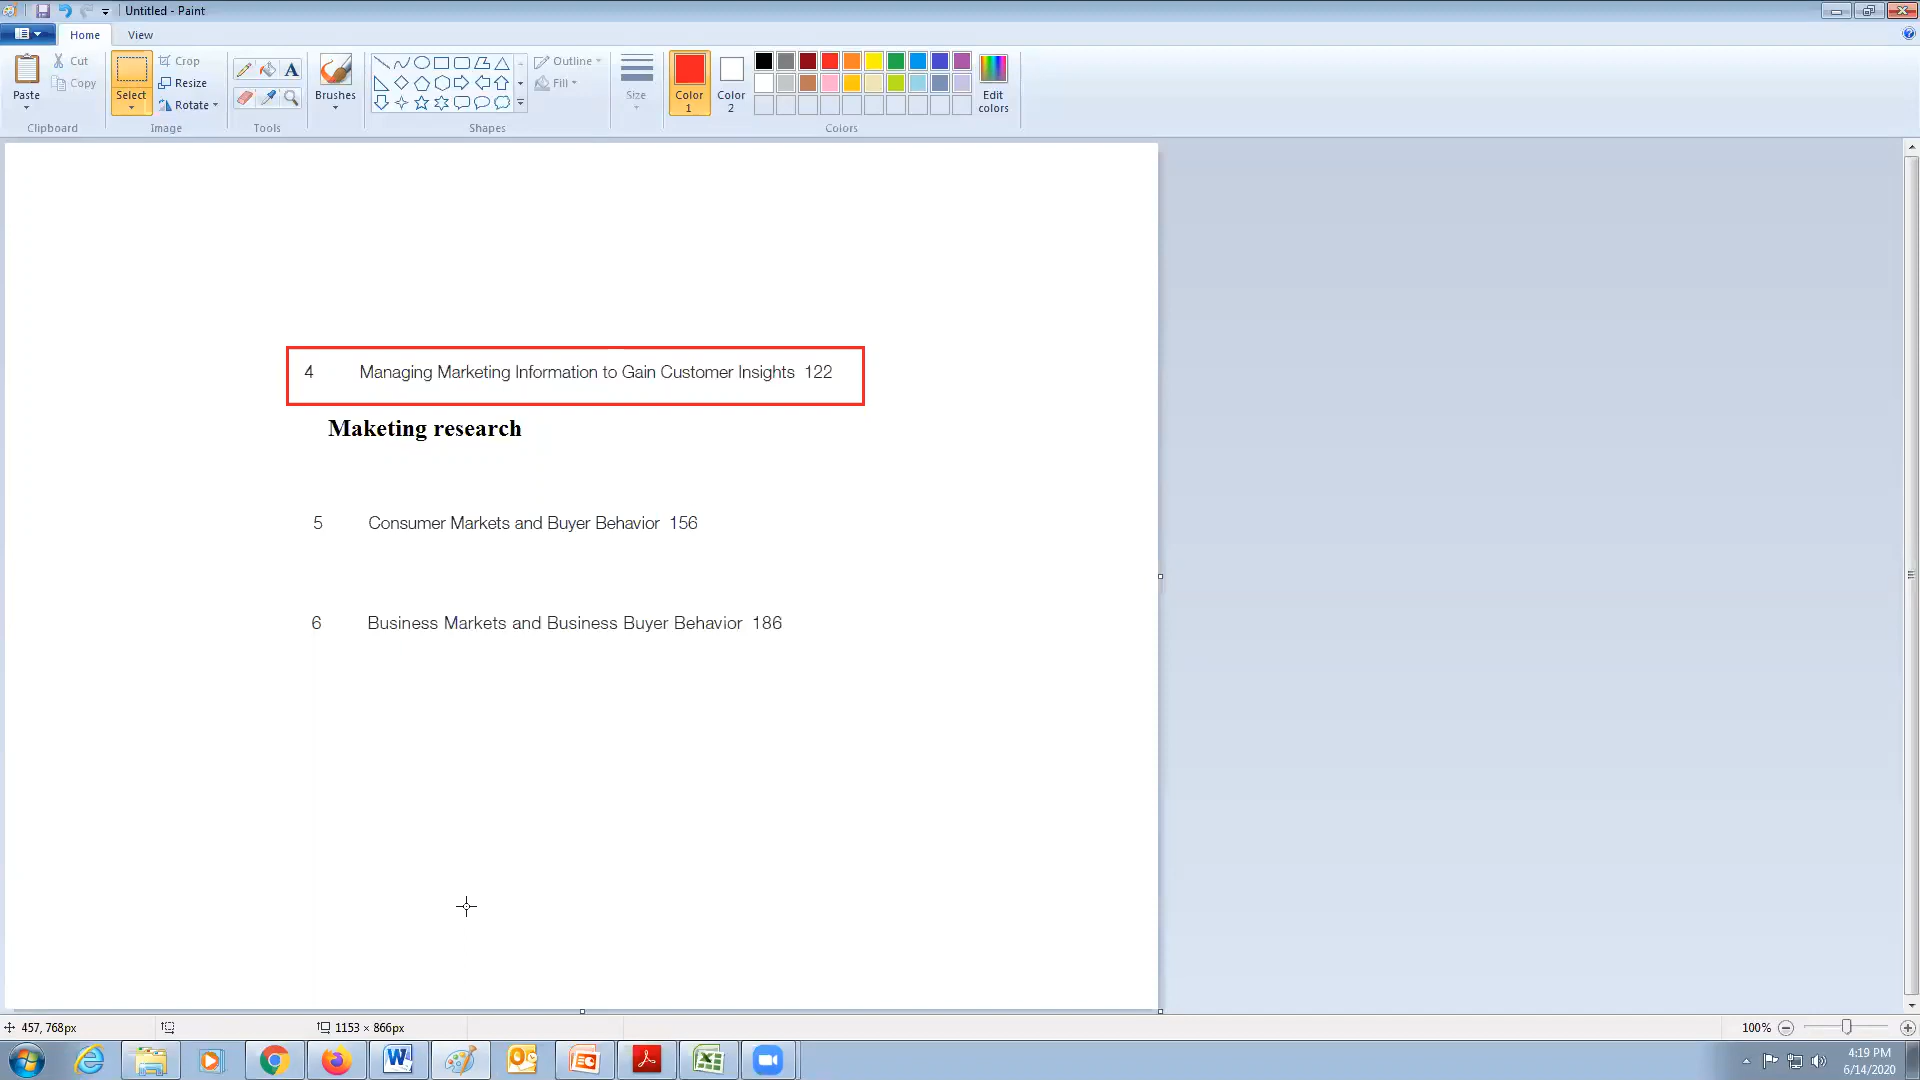 Untitled - Paint
Home View
Paste
Cut
Copy
Clipboard
Select
Crop
Resize
Rotate
Image
A
Tools
Brushes
Shapes
Outline
Fill
Size
Color 1
Color 2
Colors
Edit colors
4 Managing Marketing Information to Gain Customer Insights 122
Maketing research
5 Consumer Markets and Buyer Behavior 156
6 Business Markets and Business Buyer Behavior 186
457, 768px
1153 × 866px
100%
4:19 PM
6/14/2020